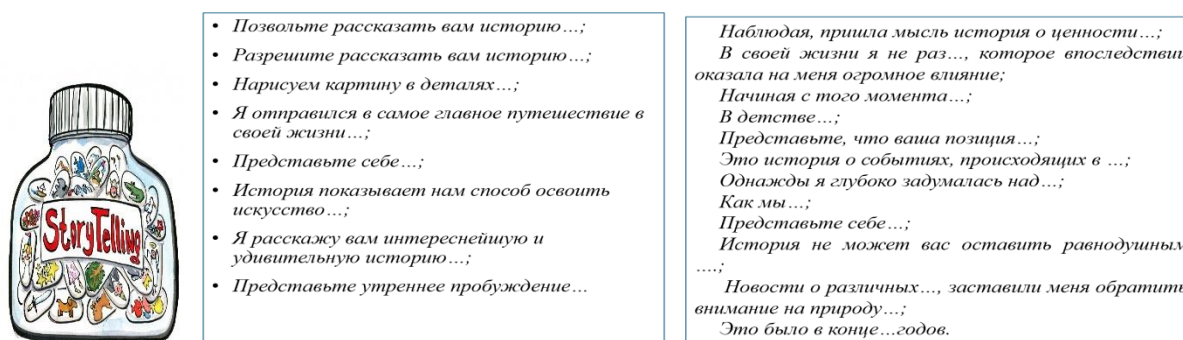 StoryTelling
• Позвольте рассказать вам историю…;
• Разрешите рассказать вам историю…;
• Нарисуем картину в деталях…;
• Я отправился в самое главное путешествие в
своей жизни…;
• Представьте себе…;
• История показывает нам способ освоить
искусство…;
• Я расскажу вам интереснейшую и
удивительную историю…;
• Представьте утреннее пробуждение…
Наблюдая, пришла мысль история о ценности…;
В своей жизни я не раз…, которое впоследствии
оказала на меня огромное влияние;
Начиная с того момента…;
В детстве…;
Представьте, что ваша позиция…;
Это история о событиях, происходящих в …;
Однажды я глубоко задумалась над…;
Как мы…;
Представьте себе…;
История не может вас оставить равнодушным
….;
Новости о различных…, заставили меня обратить
внимание на природу…;
Это было в конце…годов.